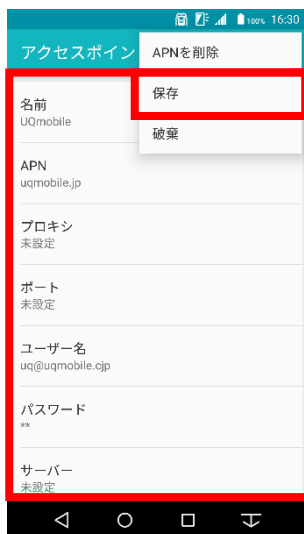 100% 16:30
アクセスポイン
APNを削除
保存
破棄
名前
UQmobile
APN
uqmobile.jp
プロキシ
未設定
ポート
未設定
ユーザー名
uq@uqmobile.cjp
パスワード
**
サーバー
未設定